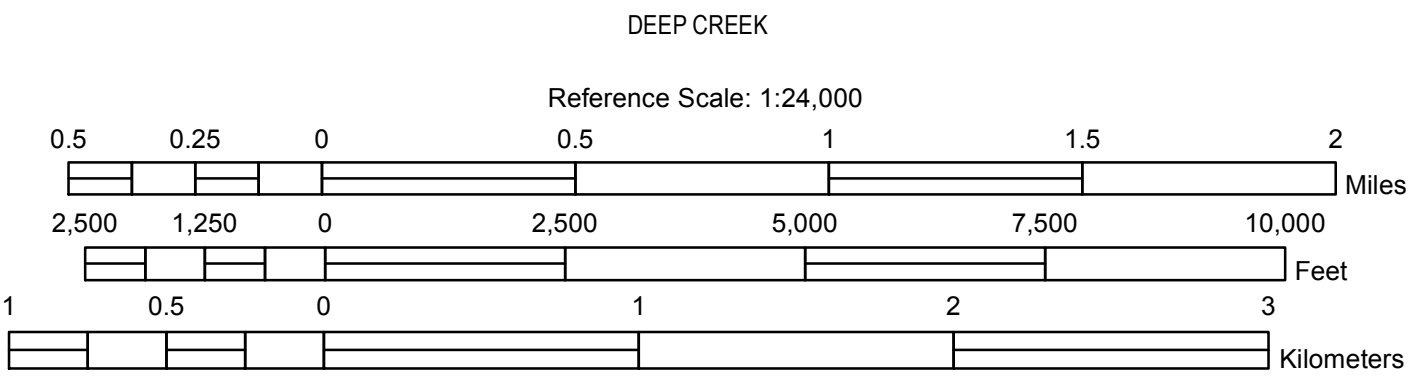 DEEP CREEK
Reference Scale: 1:24,000
0.5 0.25 0 0.5 1 1.5 2
Miles
2,500 1,250 0 2,500 5,000 7,500 10,000
Feet
1 0.5 0 1 2 3
Kilometers